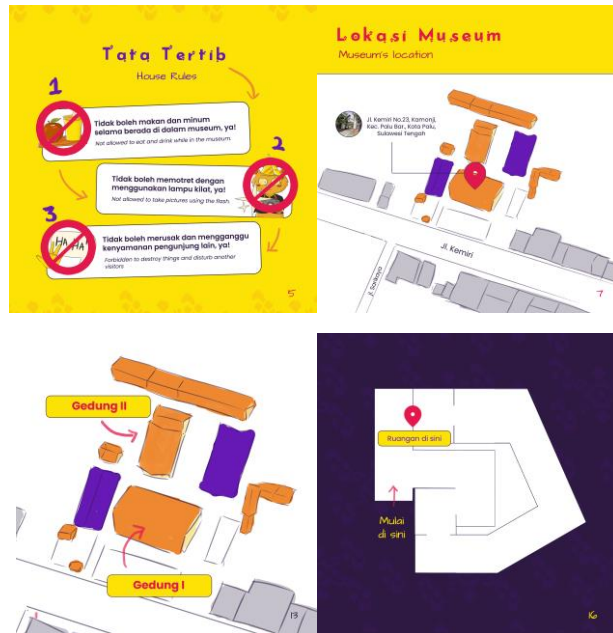 Tata Tertib
House Rules
1
Tidak boleh makan dan minum
selama berada di dalam museum, ya!
Not allowed to eat and drink while in the museum.
2
Tidak boleh memotret dengan
menggunakan lampu kilat, ya!
Not allowed to take pictures using the flash.
3
HA HA!
Tidak boleh merusak dan mengganggu
kenyamanan pengunjung lain, ya!
Forbidden to destroy things and disturb another
visitors
5
Lokasi Museum
Museum's location
Jl. Kemiri No.23, Kamonji,
Kec. Palu Bar., Kota Palu,
Sulawesi Tengah
Jl. Kemiri
7
Gedung II
Gedung I
13
Ruangan di sini
Mulai
di sini
16